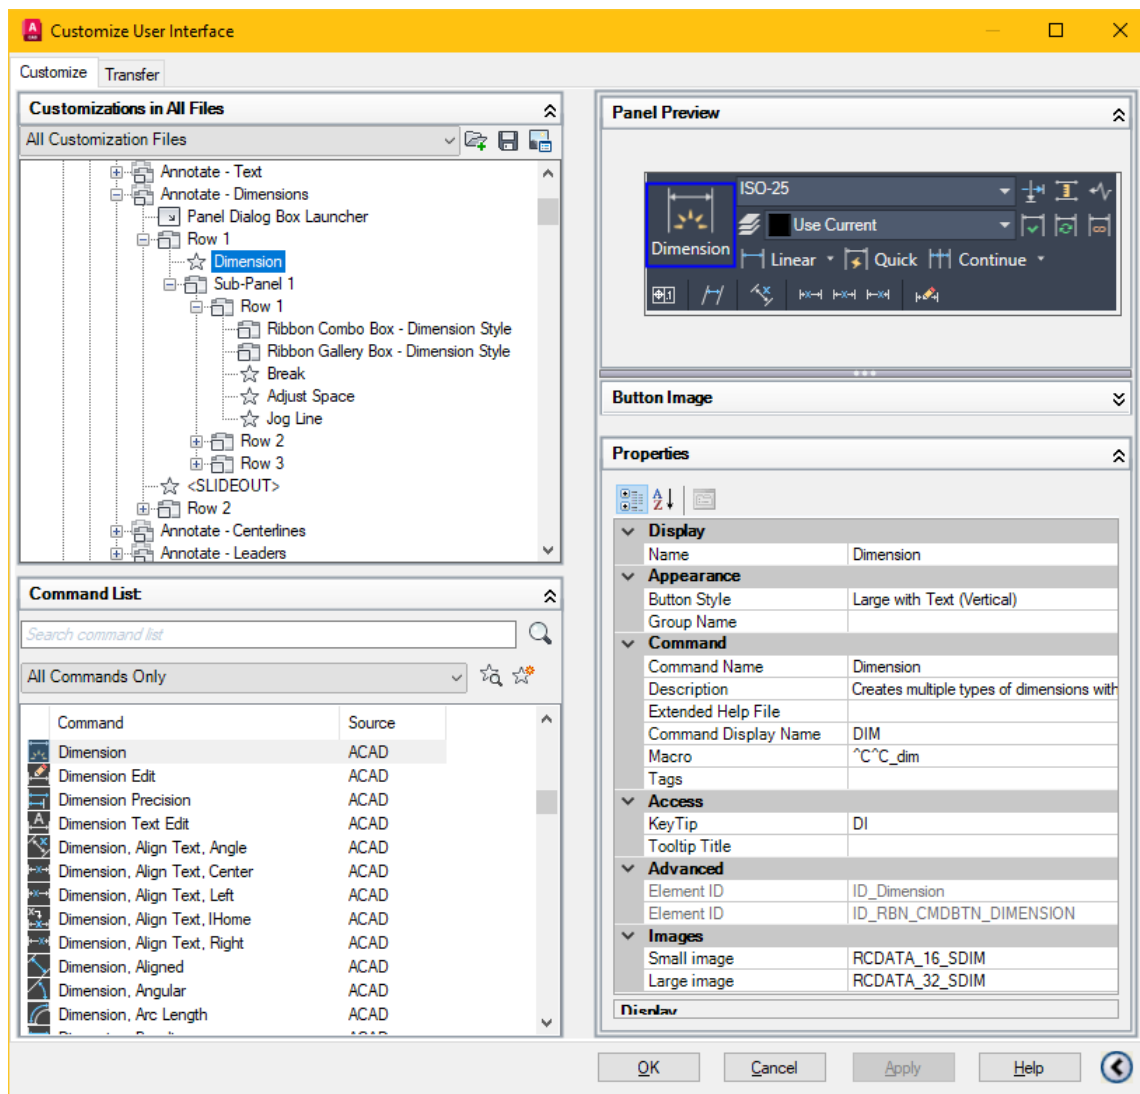 Customize User Interface
Customize Transfer
Customizations in All Files
All Customization Files
Annotate - Text
Annotate - Dimensions
Panel Dialog Box Launcher
Row 1
Dimension
Sub-Panel 1
Row 1
Ribbon Combo Box - Dimension Style
Ribbon Gallery Box - Dimension Style
Break
Adjust Space
Jog Line
Row 2
Row 3
<SLIDEOUT>
Row 2
Annotate - Centerlines
Annotate - Leaders
Command List:
Search command list
All Commands Only
Command Source
Dimension ACAD
Dimension Edit ACAD
Dimension Precision ACAD
Dimension Text Edit ACAD
Dimension, Align Text, Angle ACAD
Dimension, Align Text, Center ACAD
Dimension, Align Text, Left ACAD
Dimension, Align Text, IHome ACAD
Dimension, Align Text, Right ACAD
Dimension, Aligned ACAD
Dimension, Angular ACAD
Dimension, Arc Length ACAD
Panel Preview
ISO-25
Use Current
Dimension
Linear Quick Continue
Button Image
Properties
Display
Name Dimension
Appearance
Button Style Large with Text (Vertical)
Group Name
Command
Command Name Dimension
Description Creates multiple types of dimensions with
Extended Help File
Command Display Name DIM
Macro ^C^C_dim
Tags
Access
KeyTip DI
Tooltip Title
Advanced
Element ID ID_Dimension
Element ID ID_RBN_CMDBTN_DIMENSION
Images
Small image RCDATA_16_SDIM
Large image RCDATA_32_SDIM
Display
OK Cancel Apply Help